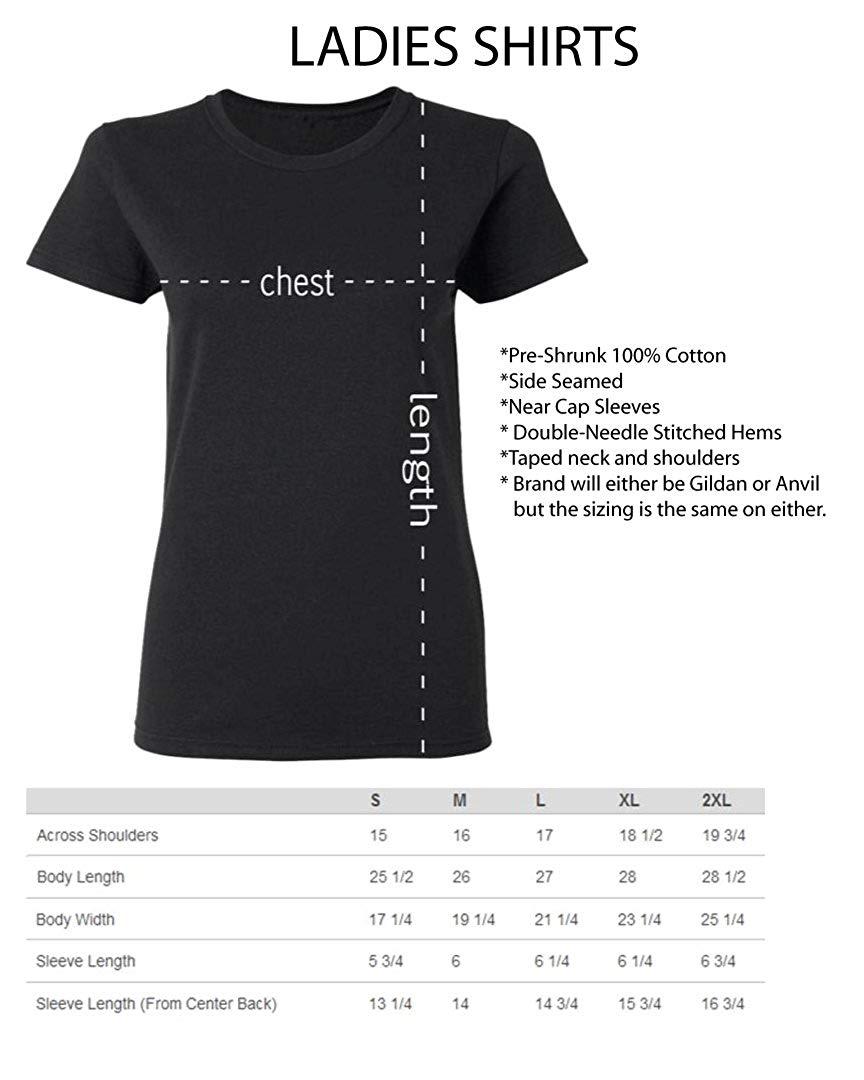 LADIES SHIRTS
chest
length
*Pre-Shrunk 100% Cotton
*Side Seamed
*Near Cap Sleeves
* Double-Needle Stitched Hems
*Taped neck and shoulders
* Brand will either be Gildan or Anvil
but the sizing is the same on either.
S M L XL 2XL
Across Shoulders 15 16 17 18 1/2 19 3/4
Body Length 25 1/2 26 27 28 28 1/2
Body Width 17 1/4 19 1/4 21 1/4 23 1/4 25 1/4
Sleeve Length 5 3/4 6 6 1/4 6 1/4 6 3/4
Sleeve Length (From Center Back) 13 1/4 14 14 3/4 15 3/4 16 3/4